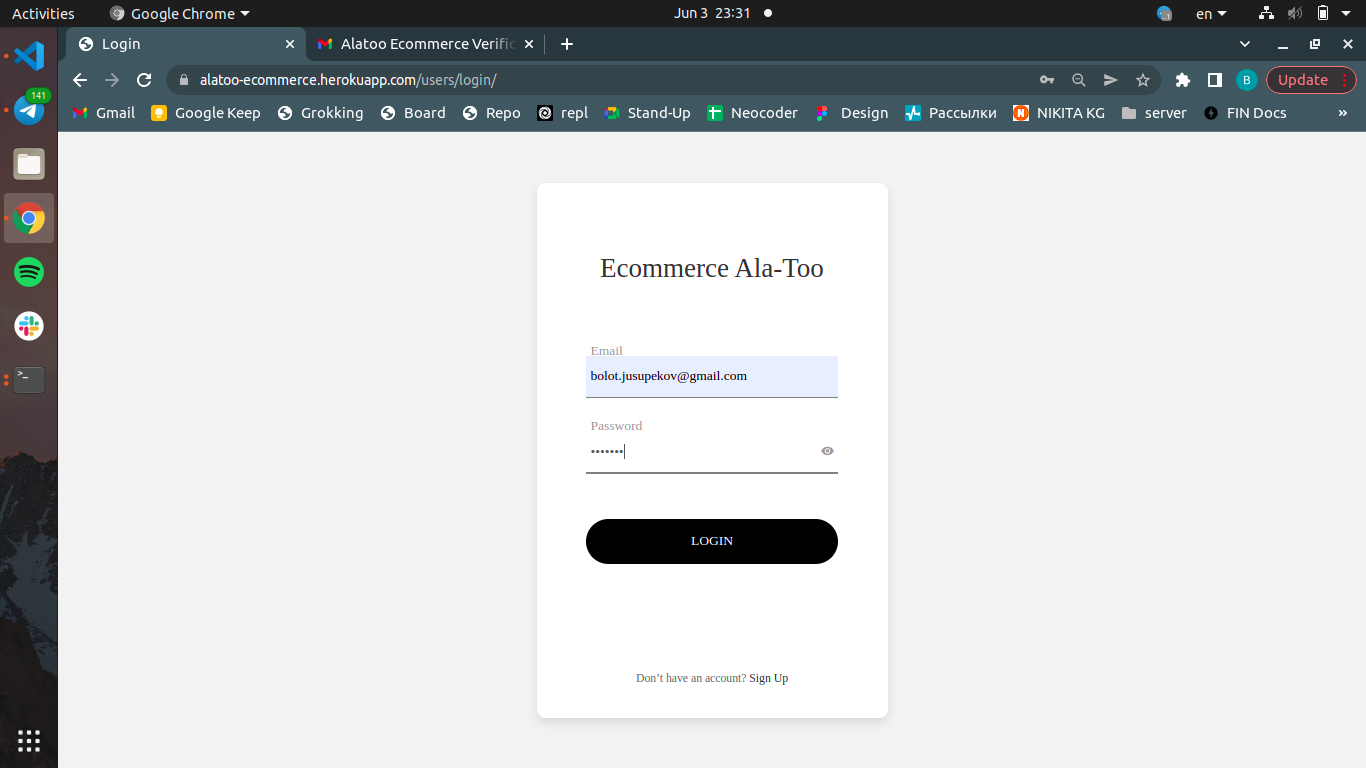 Activities Google Chrome Jun 3 23:31 1 en
Login Alatoo Ecommerce Verific
alatoo-ecommerce.herokuapp.com/users/login/ B Update
Gmail Google Keep Grokking Board Repo repl Stand-Up Neocoder Design Рассылки NIKITA KG server FIN Docs »
141
>_
Ecommerce Ala-Too
Email
bolot.jusupekov@gmail.com
Password
•••••••
LOGIN
Don’t have an account? Sign Up